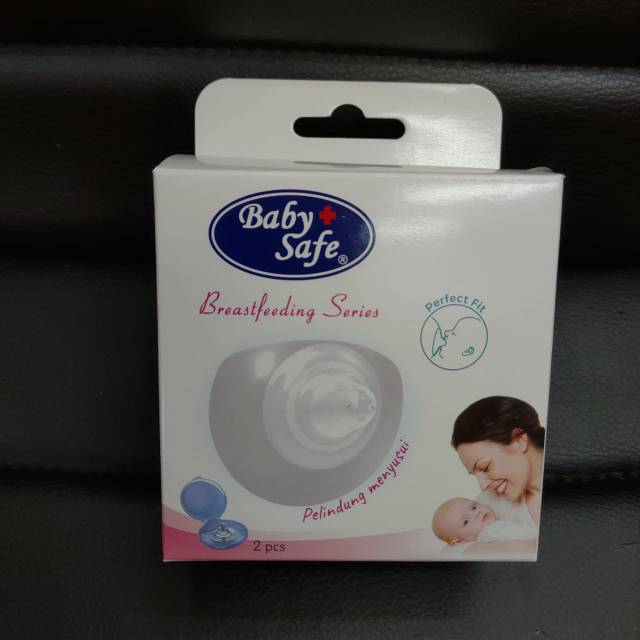 Baby
Safe®
Breastfeeding Series
Perfect Fit
Pelindung menyusui
2 pcs